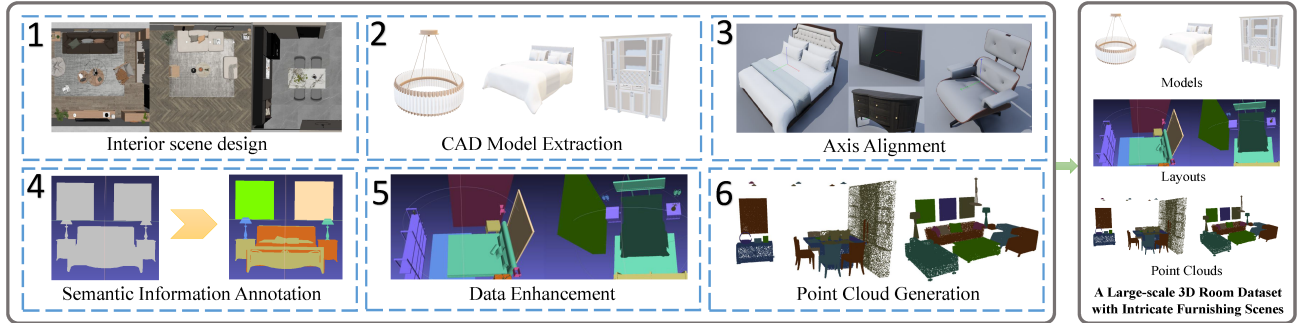 1
Interior scene design
2
CAD Model Extraction
3
Axis Alignment
4
Semantic Information Annotation
5
Data Enhancement
6
Point Cloud Generation
Models
Layouts
Point Clouds
A Large-scale 3D Room Dataset
with Intricate Furnishing Scenes